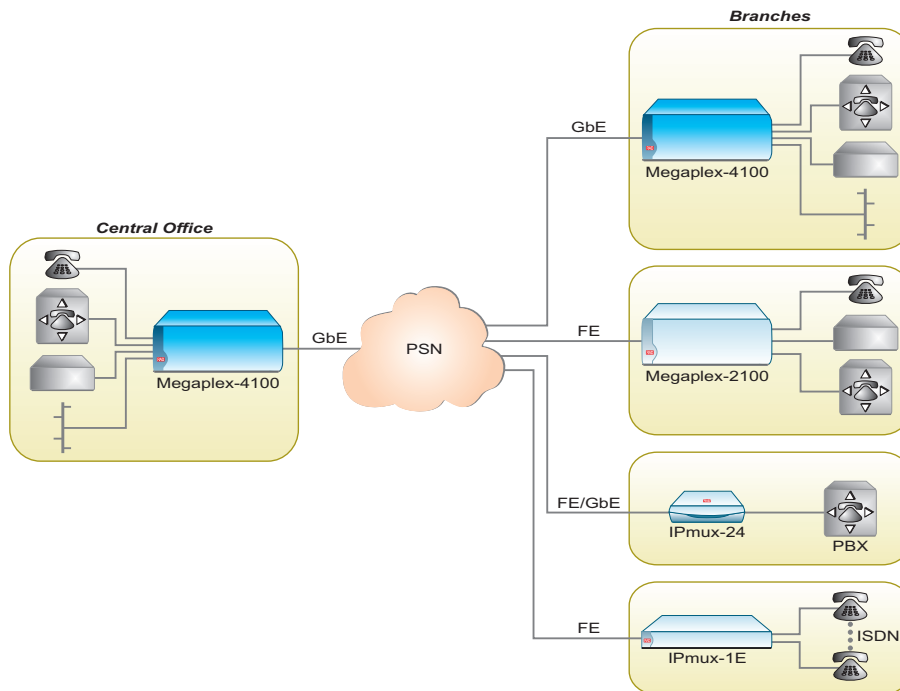 Branches
GbE
Megaplex-4100
Central Office
GbE
Megaplex-4100
PSN
FE
Megaplex-2100
FE/GbE
IPmux-24
PBX
FE
IPmux-1E
ISDN